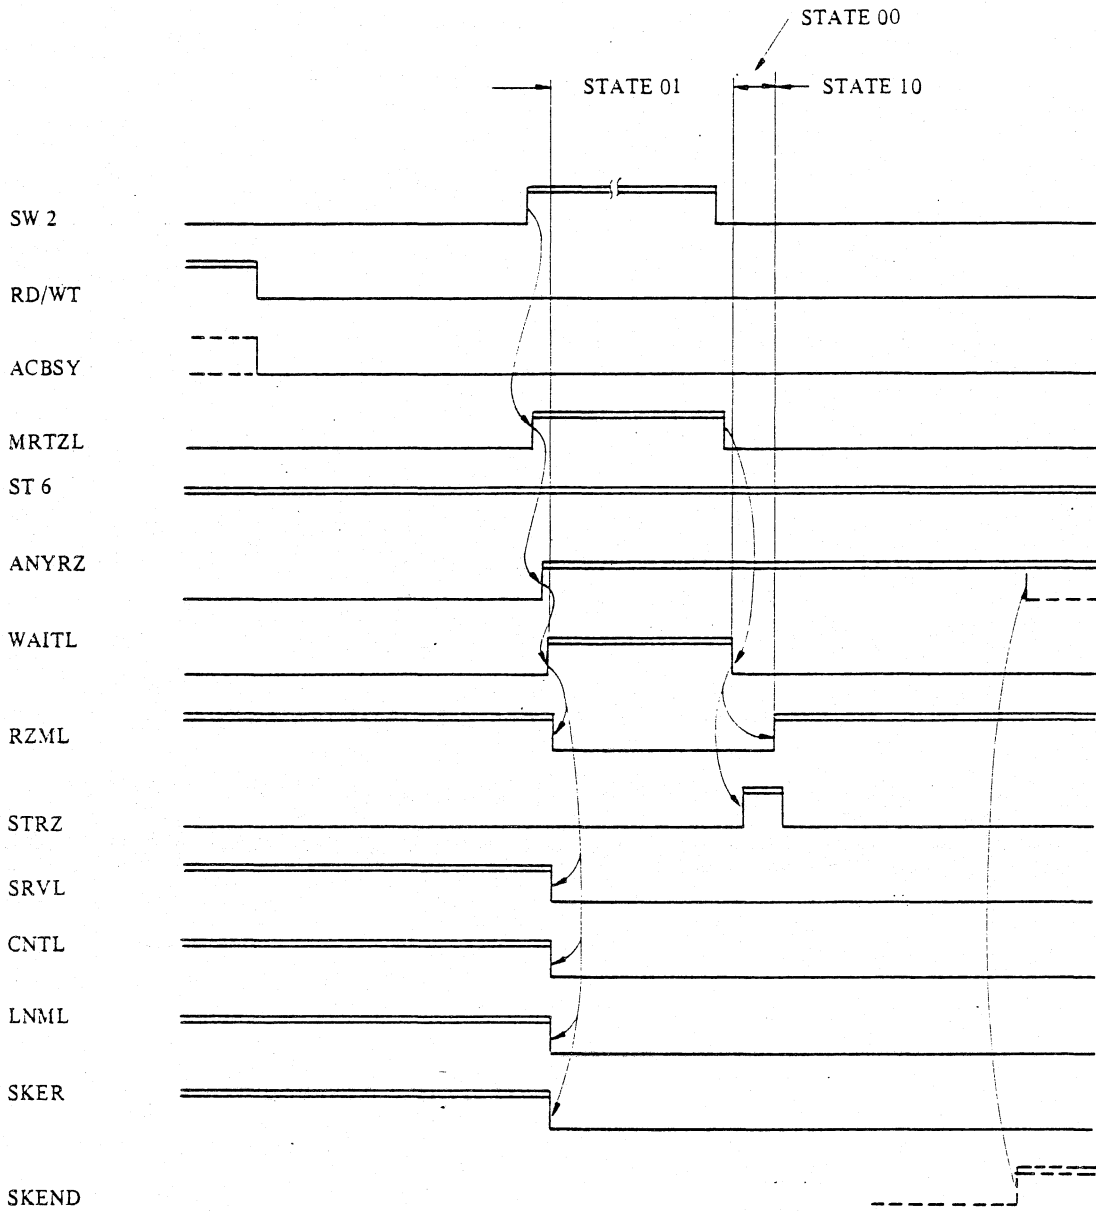 STATE 00
STATE 01
STATE 10
SW 2
RD/WT
ACBSY
MRTZL
ST 6
ANYRZ
WAITL
RZML
STRZ
SRVL
CNTL
LNML
SKER
SKEND